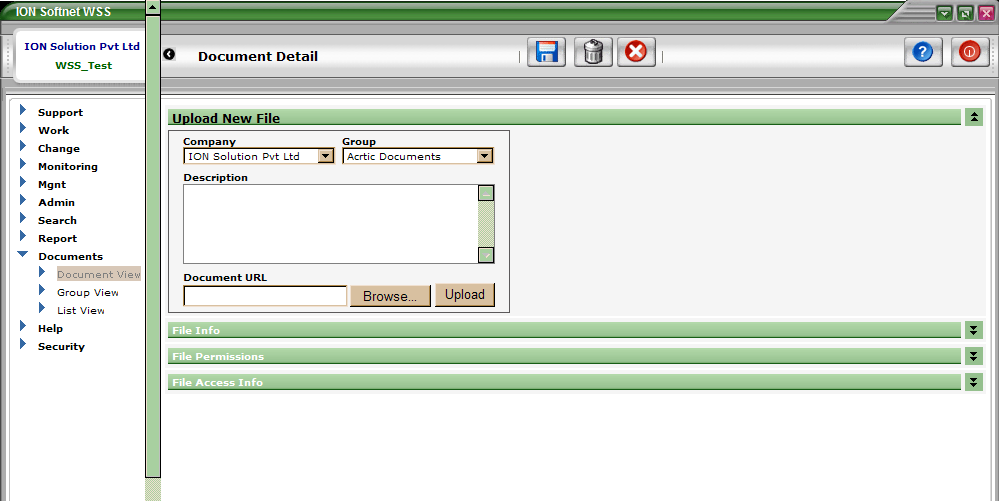 ION Softnet WSS
ION Solution Pvt Ltd
WSS_Test
Document Detail
Support
Work
Change
Monitoring
Mgnt
Admin
Search
Report
Documents
Document View
Group View
List View
Help
Security
Upload New File
Company Group
ION Solution Pvt Ltd Acrtic Documents
Description
Document URL
Browse... Upload
File Info
File Permissions
File Access Info